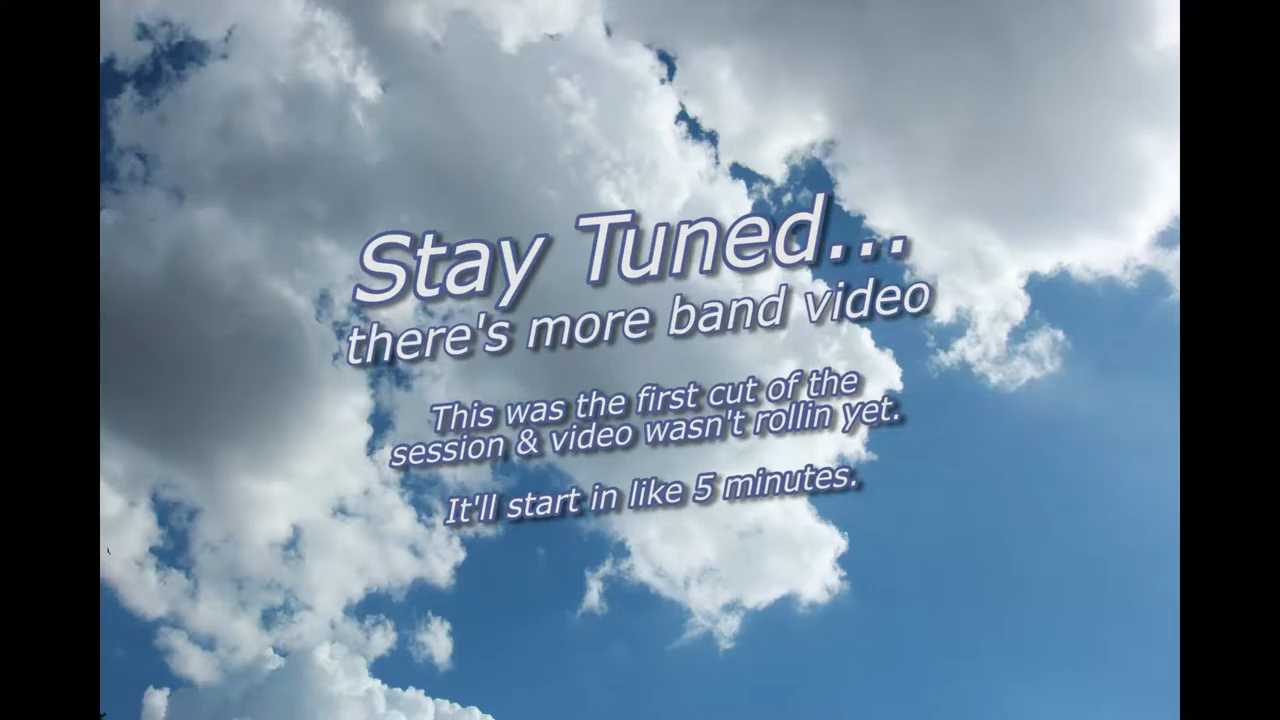 Stay Tuned...
there's more band video
This was the first cut of the
session & video wasn't rollin yet.
It'll start in like 5 minutes.